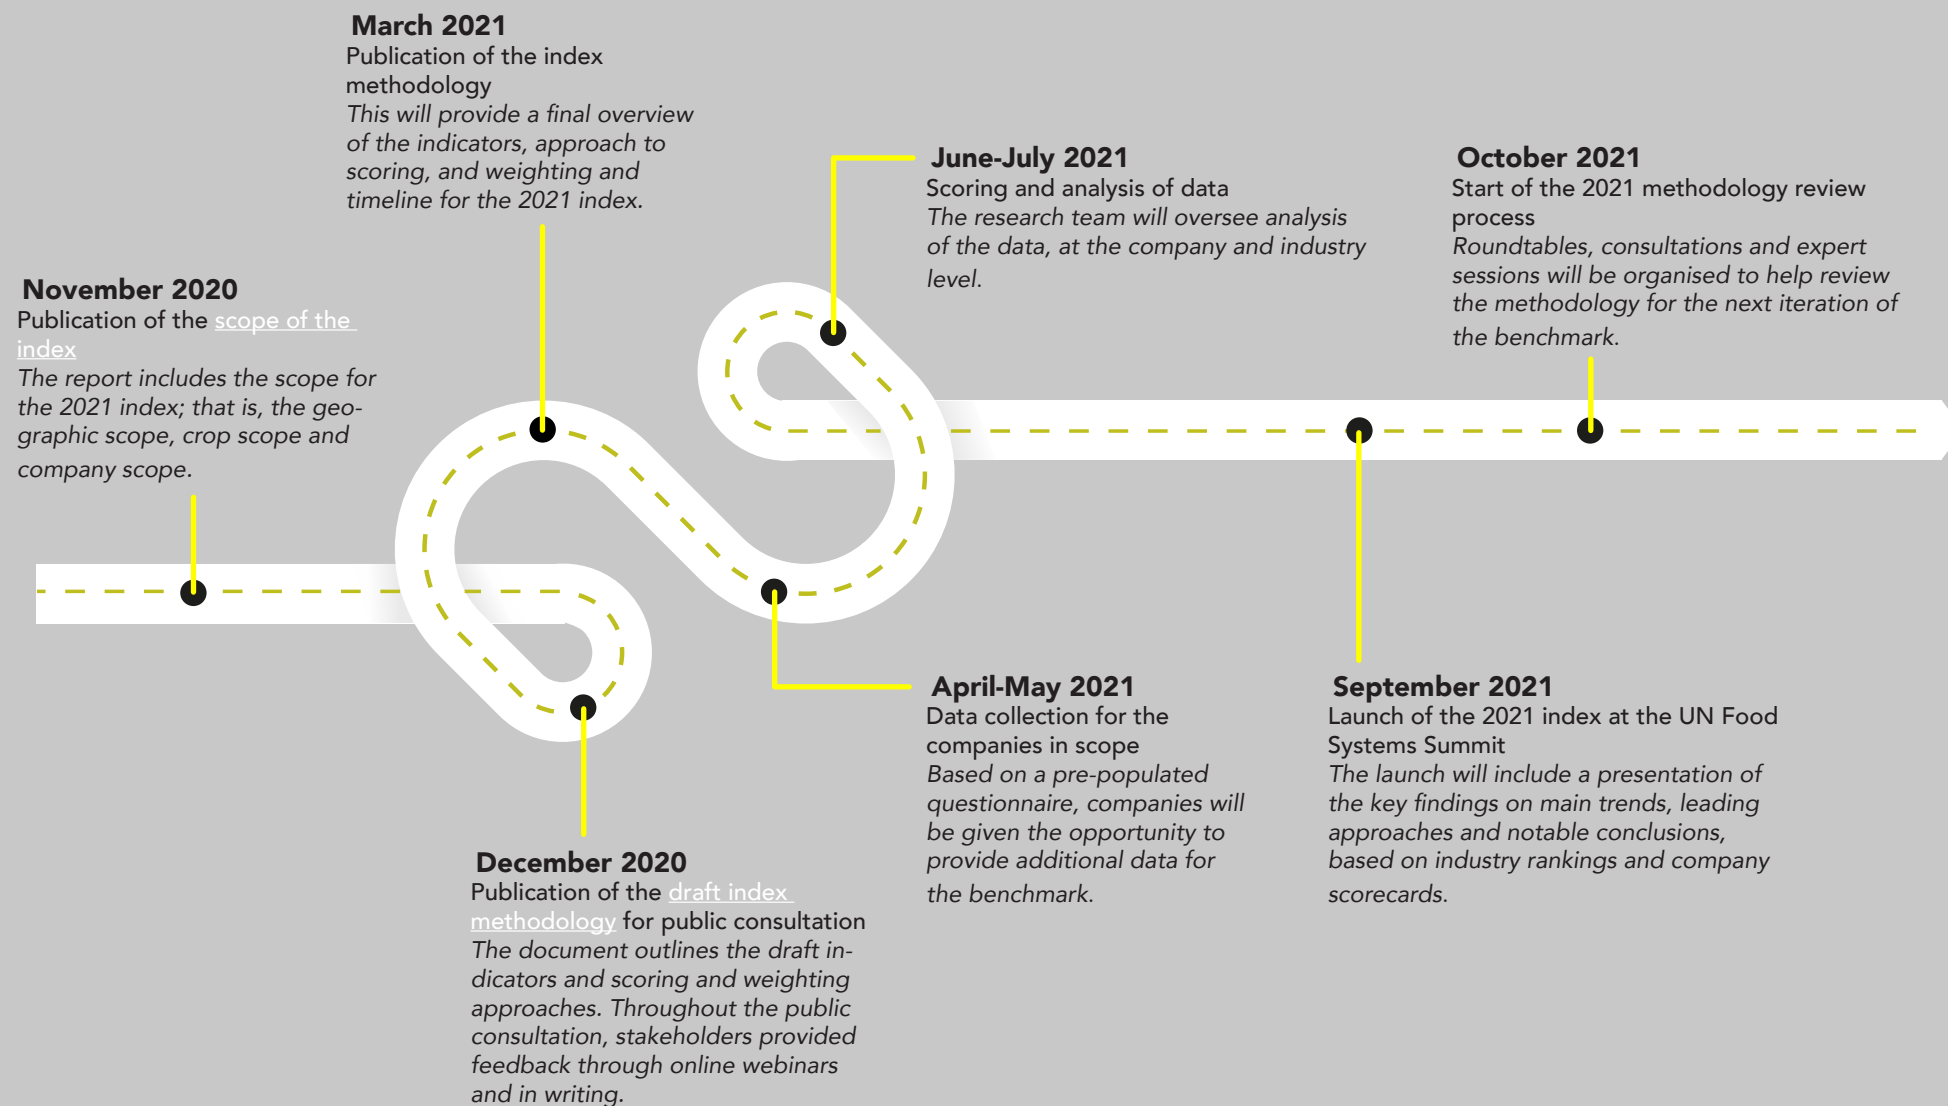 March 2021
Publication of the index
methodology
This will provide a final overview
of the indicators, approach to
scoring, and weighting and
timeline for the 2021 index.
June-July 2021
Scoring and analysis of data
The research team will oversee analysis
of the data, at the company and industry
level.
October 2021
Start of the 2021 methodology review
process
Roundtables, consultations and expert
sessions will be organised to help review
the methodology for the next iteration of
the benchmark.
November 2020
Publication of the scope of the
index
The report includes the scope for
the 2021 index; that is, the geo-
graphic scope, crop scope and
company scope.
December 2020
Publication of the draft index
methodology for public consultation
The document outlines the draft in-
dicators and scoring and weighting
approaches. Throughout the public
consultation, stakeholders provided
feedback through online webinars
and in writing.
April-May 2021
Data collection for the
companies in scope
Based on a pre-populated
questionnaire, companies will
be given the opportunity to
provide additional data for
the benchmark.
September 2021
Launch of the 2021 index at the UN Food
Systems Summit
The launch will include a presentation of
the key findings on main trends, leading
approaches and notable conclusions,
based on industry rankings and company
scorecards.